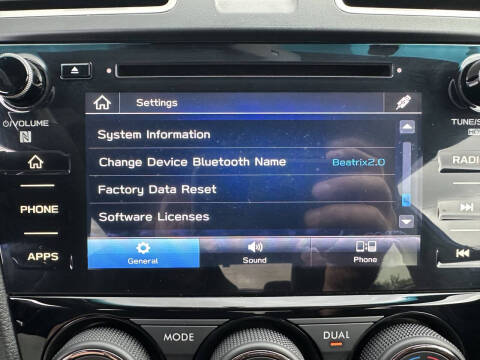 Settings
System Information
Change Device Bluetooth Name Beatrix2.0
Factory Data Reset
Software Licenses
General Sound Phone
/VOLUME
PHONE
APPS
TUNE/
RADI
MODE
DUAL